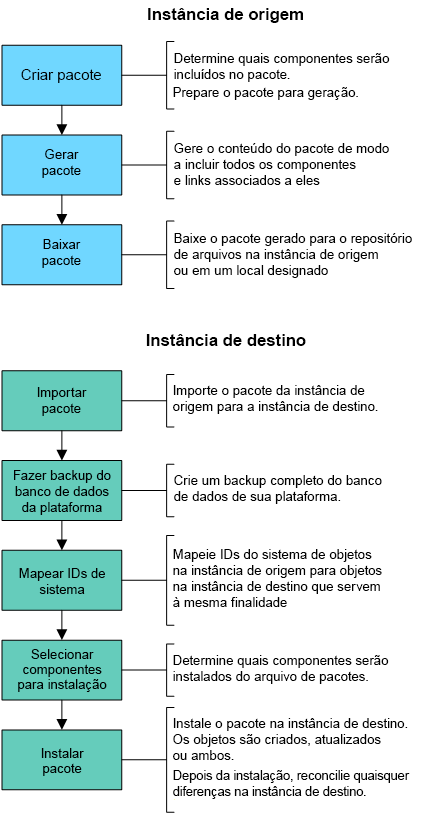 Instância de origem
Criar pacote
Determine quais componentes serão
incluídos no pacote.
Prepare o pacote para geração.
Gerar
pacote
Gere o conteúdo do pacote de modo
a incluir todos os componentes
e links associados a eles
Baixar
pacote
Baixe o pacote gerado para o repositório
de arquivos na instância de origem
ou em um local designado
Instância de destino
Importar
pacote
Importe o pacote da instância de
origem para a instância de destino.
Fazer backup do
banco de dados
da plataforma
Crie um backup completo do banco
de dados de sua plataforma.
Mapear IDs de
sistema
Mapeie IDs do sistema de objetos
na instância de origem para objetos
na instância de destino que servem
à mesma finalidade
Selecionar
componentes
para instalação
Determine quais componentes serão
instalados do arquivo de pacotes.
Instalar
pacote
Instale o pacote na instância de destino.
Os objetos são criados, atualizados
ou ambos.
Depois da instalação, reconcilie quaisquer
diferenças na instância de destino.